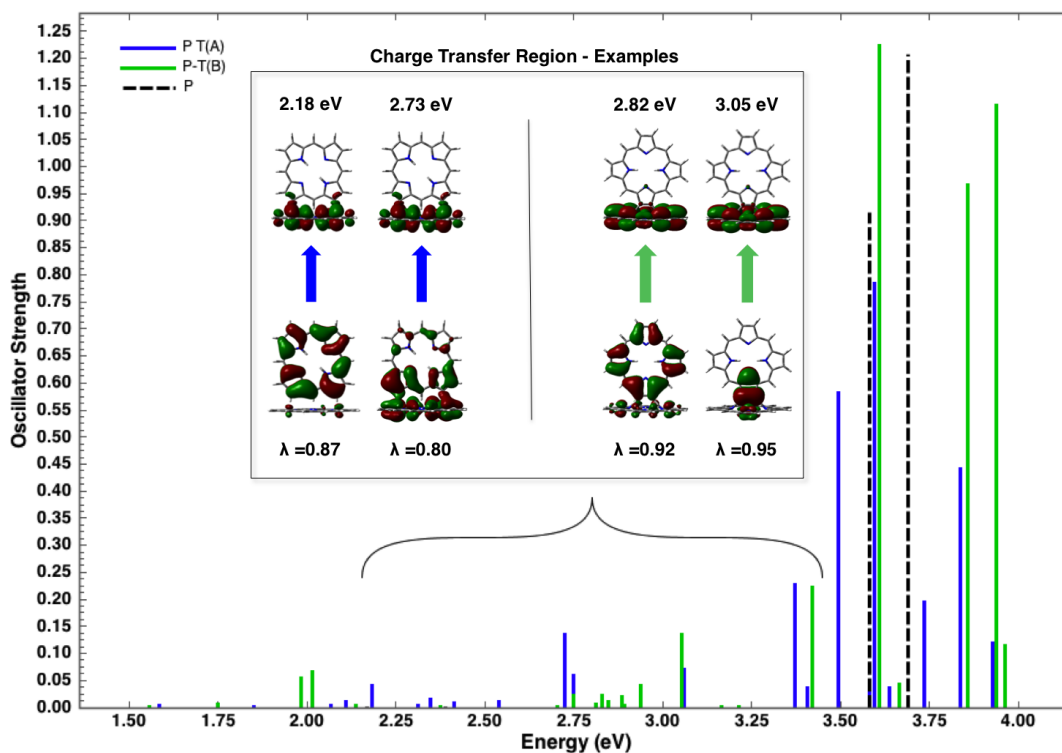 P T(A)
P-T(B)
P
Charge Transfer Region - Examples
2.18 eV 2.73 eV 2.82 eV 3.05 eV
λ =0.87 λ =0.80 λ =0.92 λ =0.95
Oscillator Strength
1.25
1.20
1.15
1.10
1.05
1.00
0.95
0.90
0.85
0.80
0.75
0.70
0.65
0.60
0.55
0.50
0.45
0.40
0.35
0.30
0.25
0.20
0.15
0.10
0.05
0.00
1.50 1.75 2.00 2.25 2.50 2.75 3.00 3.25 3.50 3.75 4.00
Energy (eV)